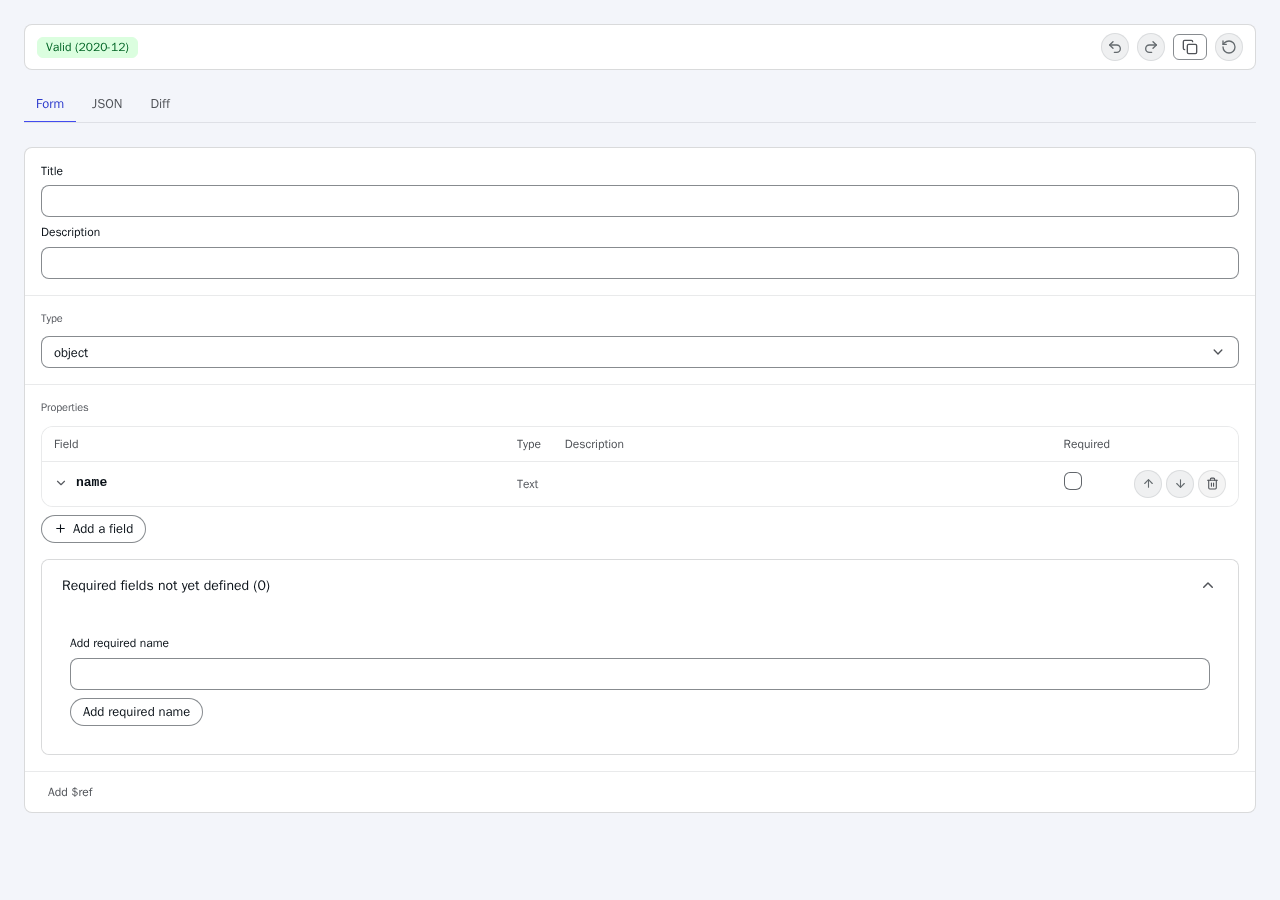 Valid (2020-12)
Form JSON Diff
Title
Description
Type
object
Properties
Field Type Description Required
name Text
Add a field
Required fields not yet defined (0)
Add required name
Add required name
Add $ref